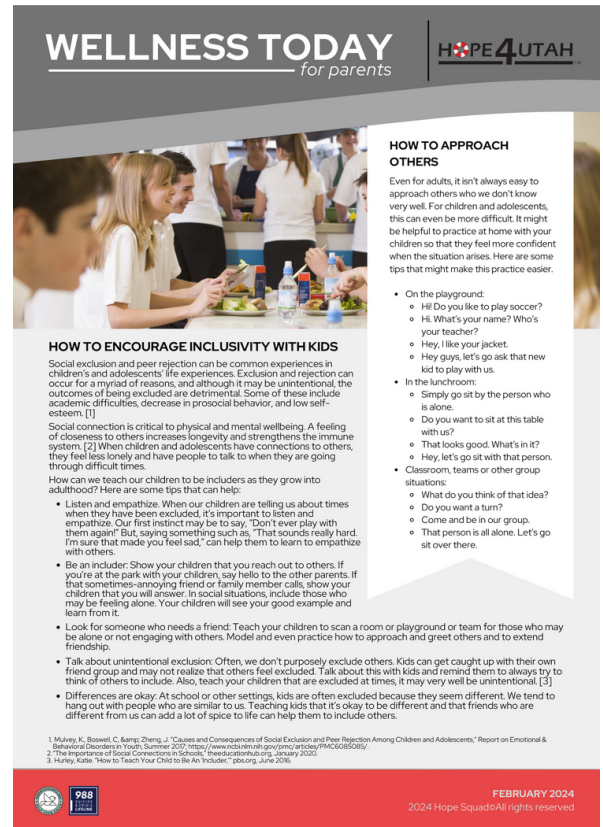 WELLNESS TODAY
for parents
HOPE4UTAH
HOW TO APPROACH
OTHERS
Even for adults, it isn't always easy to
approach others who we don't know
very well. For children and adolescents,
this can even be more difficult. It might
be helpful to practice at home with your
children so that they feel more confident
when the situation arises. Here are some
tips that might make this practice easier.
• On the playground:
○ Hi! Do you like to play soccer?
○ Hi. What's your name? Who's
your teacher?
○ Hey, I like your jacket.
○ Hey guys, let's go ask that new
kid to play with us.
• In the lunchroom:
○ Simply go sit by the person who
is alone.
○ Do you want to sit at this table
with us?
○ That looks good. What's in it?
○ Hey, let's go sit with that person.
• Classroom, teams or other group
situations:
○ What do you think of that idea?
○ Do you want a turn?
○ Come and be in our group.
○ That person is all alone. Let's go
sit over there.
HOW TO ENCOURAGE INCLUSIVITY WITH KIDS
Social exclusion and peer rejection can be common experiences in
children's and adolescents' life experiences. Exclusion and rejection can
occur for a myriad of reasons, and although it may be unintentional, the
outcomes of being excluded are detrimental. Some of these include
academic difficulties, decrease in prosocial behavior, and low self-
esteem. [1]
Social connection is critical to physical and mental wellbeing. A feeling
of closeness to others increases longevity and strengthens the immune
system. [2] When children and adolescents have connections to others,
they feel less lonely and have people to talk to when they are going
through difficult times.
How can we teach our children to be includers as they grow into
adulthood? Here are some tips that can help:
• Listen and empathize. When our children are telling us about times
when they have been excluded, it's important to listen and
empathize. Our first instinct may be to say, "Don't ever play with
them again!" But, saying something such as, "That sounds really hard.
I'm sure that made you feel sad," can help them to learn to empathize
with others.
• Be an includer: Show your children that you reach out to others. If
you're at the park with your children, say hello to the other parents. If
that sometimes-annoying friend or family member calls, show your
children that you will answer. In social situations, include those who
may be feeling alone. Your children will see your good example and
learn from it.
• Look for someone who needs a friend: Teach your children to scan a room or playground or team for those who may
be alone or not engaging with others. Model and even practice how to approach and greet others and to extend
friendship.
• Talk about unintentional exclusion: Often, we don't purposely exclude others. Kids can get caught up with their own
friend group and may not realize that others feel excluded. Talk about this with kids and remind them to always try to
think of others to include. Also, teach your children that are excluded at times, it may very well be unintentional. [3]
• Differences are okay: At school or other settings, kids are often excluded because they seem different. We tend to
hang out with people who are similar to us. Teaching kids that it's okay to be different and that friends who are
different from us can add a lot of spice to life can help them to include others.
1. Mulvey, K., Boswell, C, &amp; Zheng, J. "Causes and Consequences of Social Exclusion and Peer Rejection Among Children and Adolescents," Report on Emotional &
Behavioral Disorders in Youth, Summer 2017; https://www.ncbi.nlm.nih.gov/pmc/articles/PMC6085085/.
2. "The Importance of Social Connections in Schools," theeducationhub.org, January 2020.
3. Hurley, Katie. "How to Teach Your Child to Be An 'Includer,'" pbs.org, June 2016.
988
SUICIDE
& CRISIS
LIFELINE
FEBRUARY 2024
2024 Hope Squad©All rights reserved